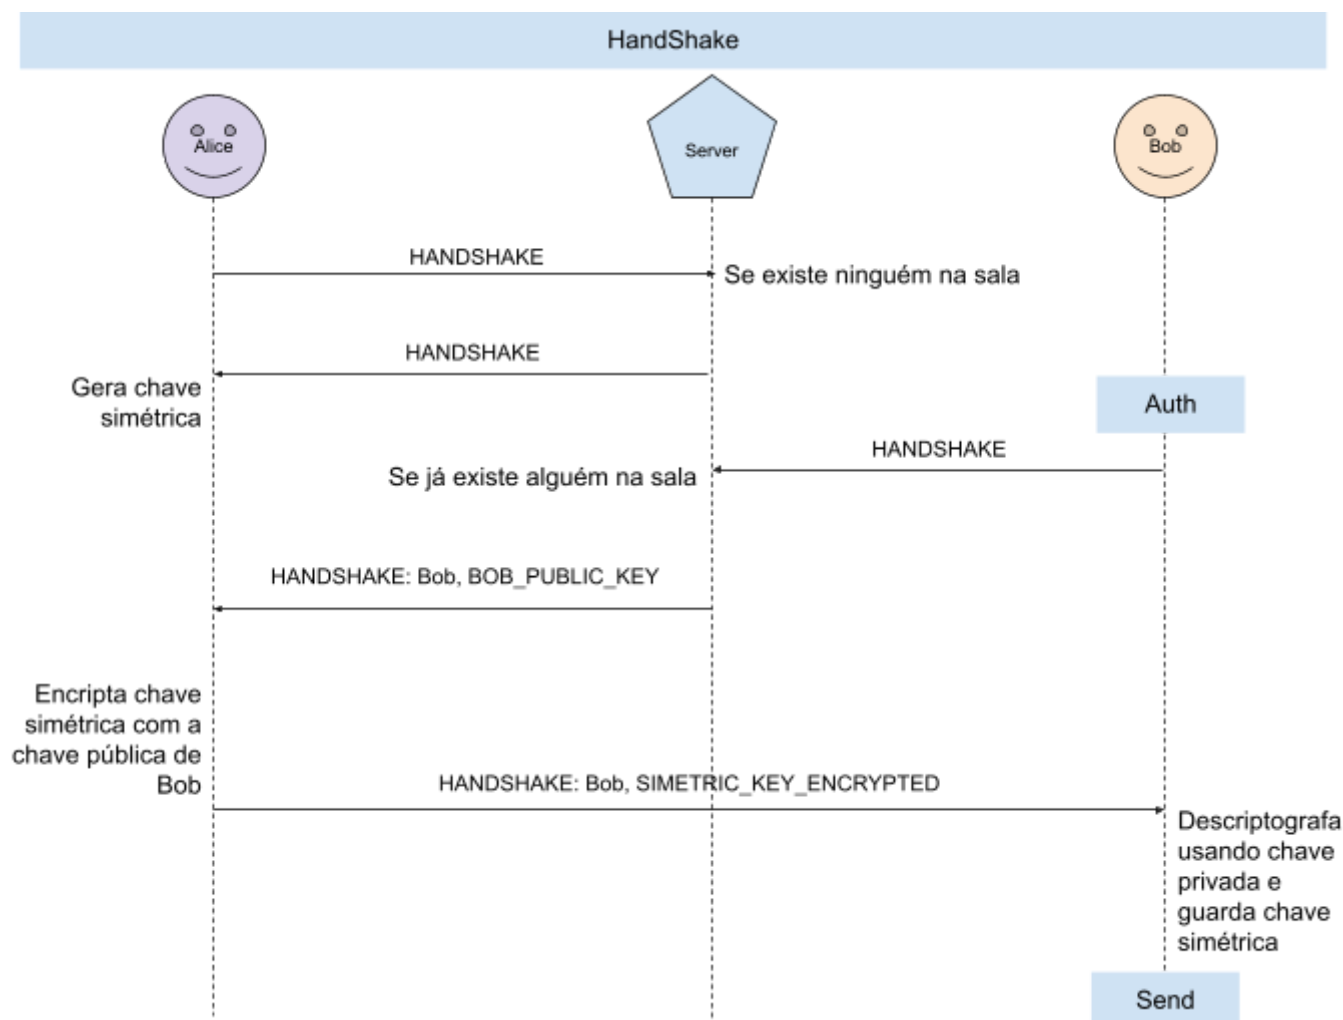 HandShake
Alice
Server
Bob
HANDSHAKE
Se existe ninguém na sala
HANDSHAKE
Gera chave
simétrica
Auth
HANDSHAKE
Se já existe alguém na sala
HANDSHAKE: Bob, BOB_PUBLIC_KEY
Encripta chave
simétrica com a
chave pública de
Bob
HANDSHAKE: Bob, SIMETRIC_KEY_ENCRYPTED
Descriptografa
usando chave
privada e
guarda chave
simétrica
Send